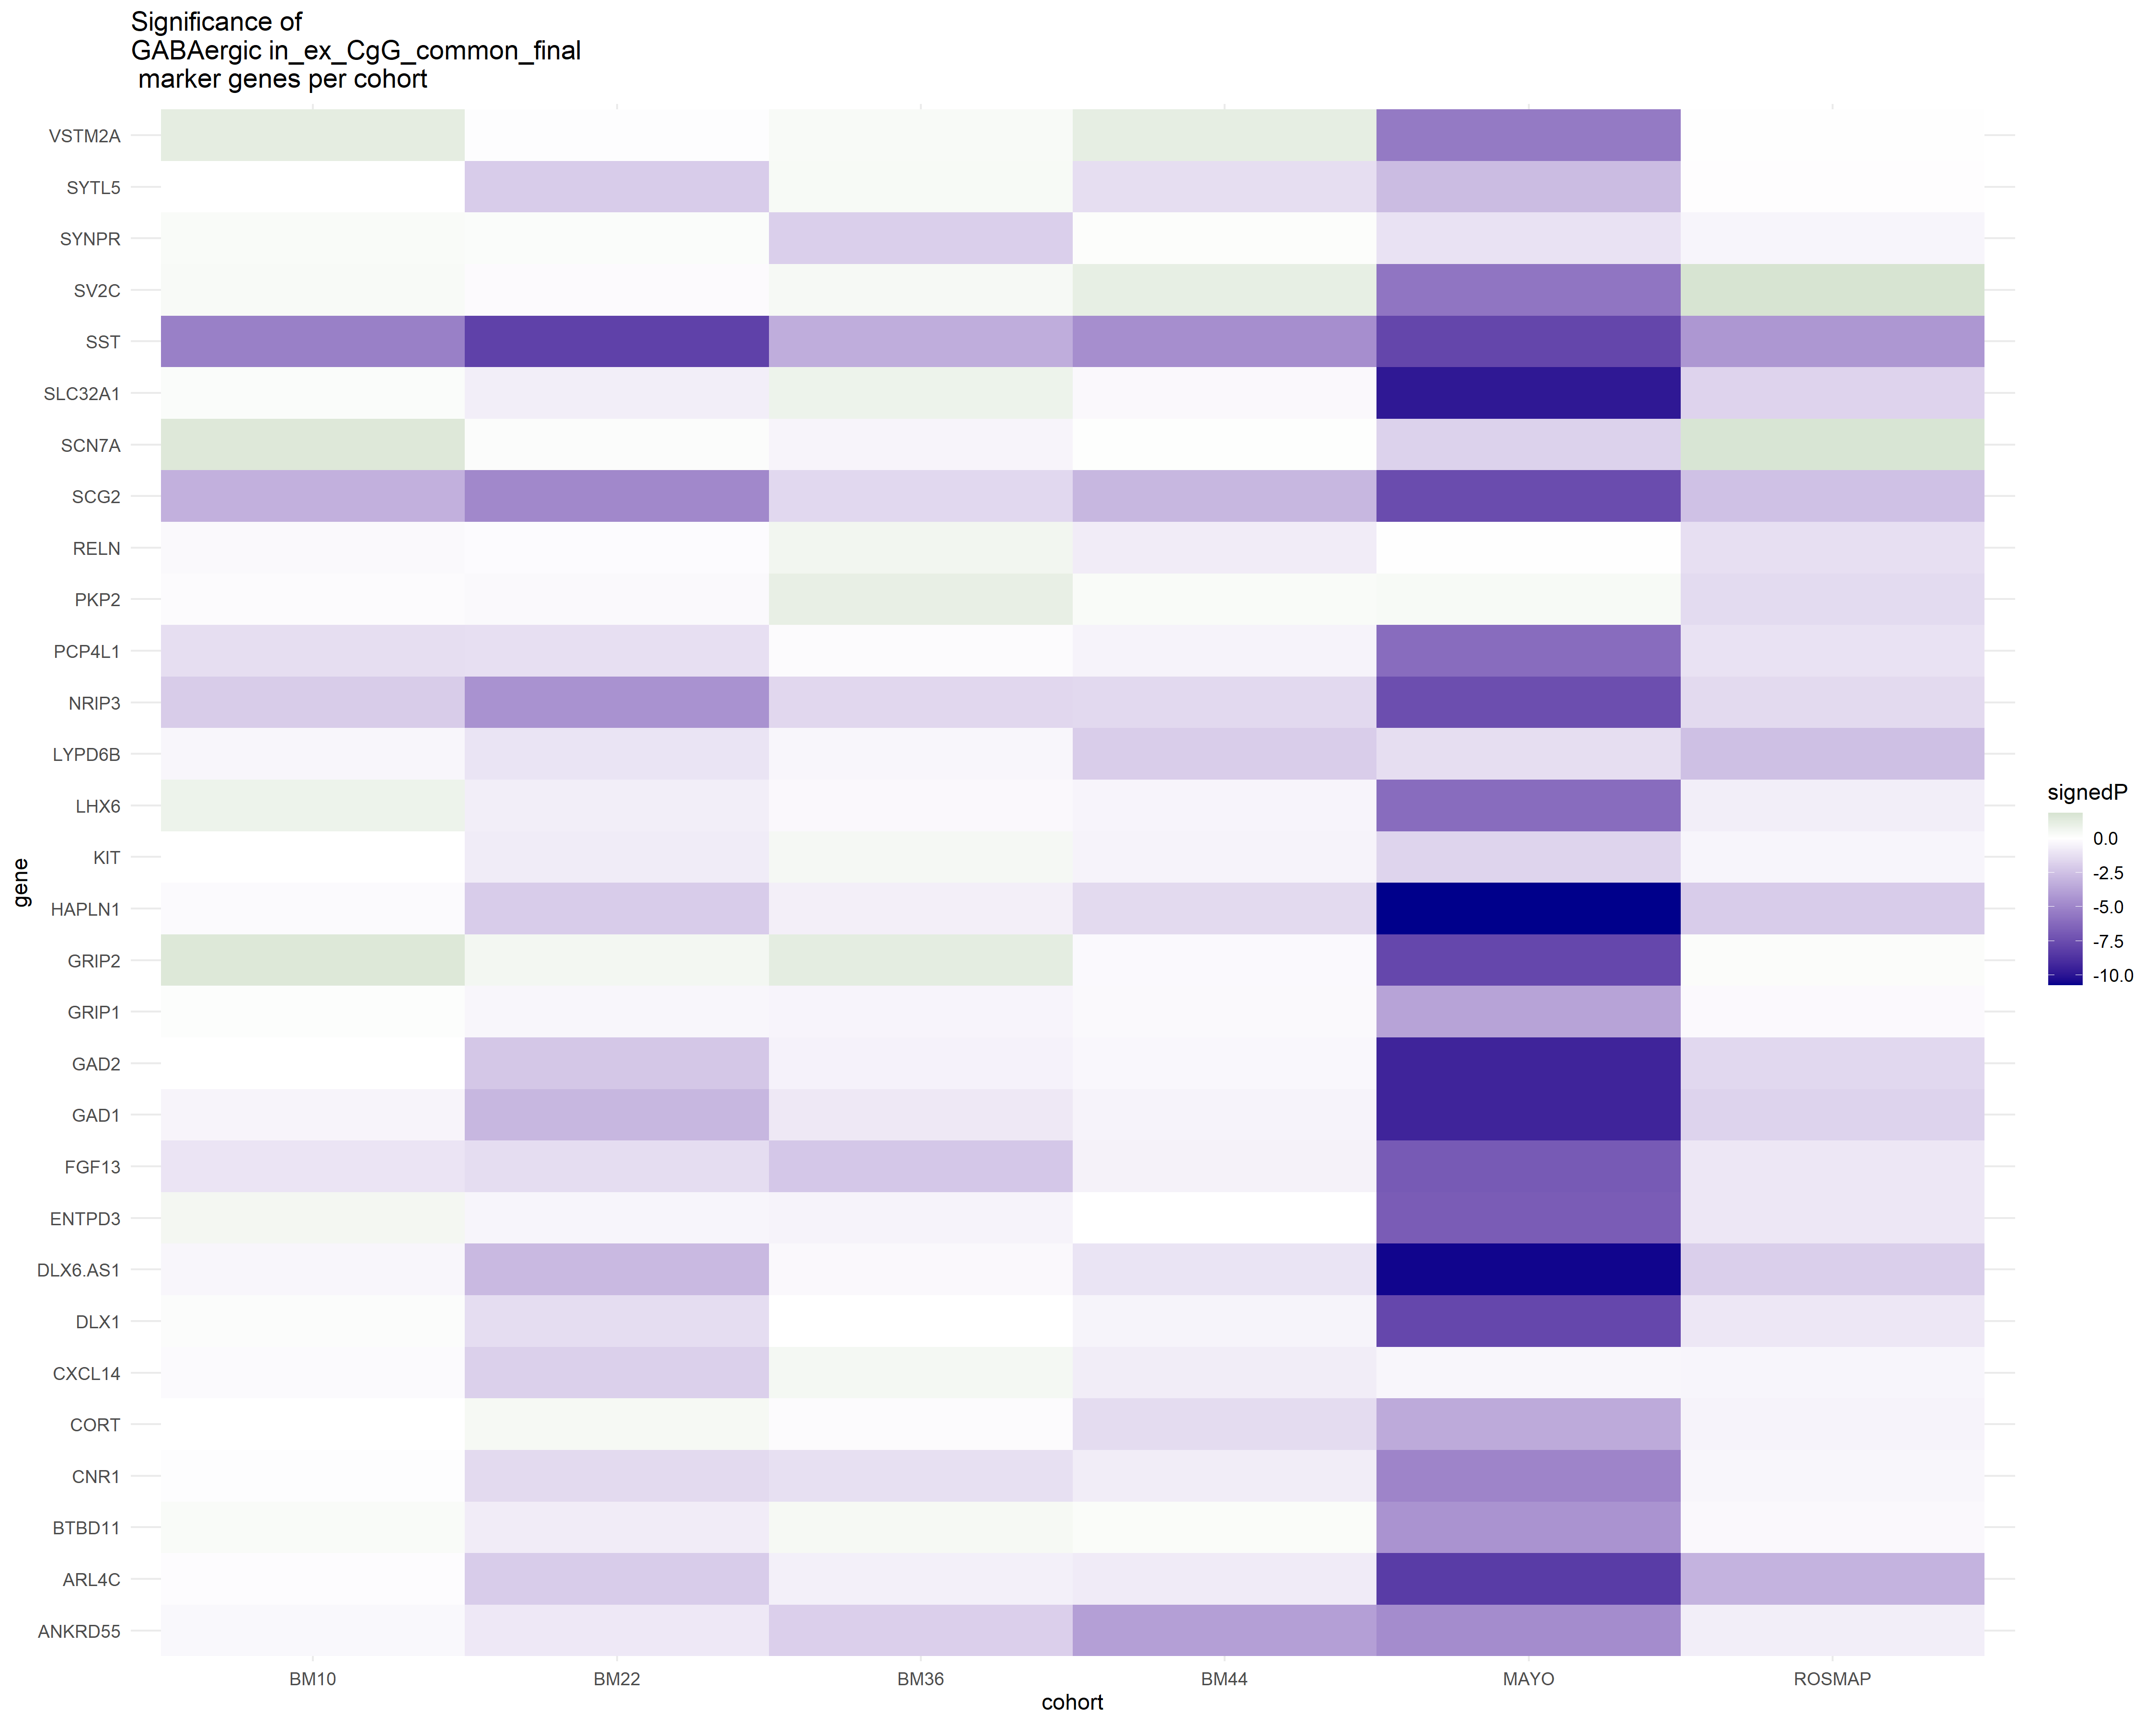 Significance of
GABAergic in_ex_CgG_common_final
marker genes per cohort
VSTM2A
SYTL5
SYNPR
SV2C
SST
SLC32A1
SCN7A
SCG2
RELN
PKP2
PCP4L1
NRIP3
LYPD6B
LHX6
KIT
HAPLN1
GRIP2
GRIP1
GAD2
GAD1
FGF13
ENTPD3
DLX6.AS1
DLX1
CXCL14
CORT
CNR1
BTBD11
ARL4C
ANKRD55
gene
BM10 BM22 BM36 BM44 MAYO ROSMAP
cohort
signedP
0.0
-2.5
-5.0
-7.5
-10.0